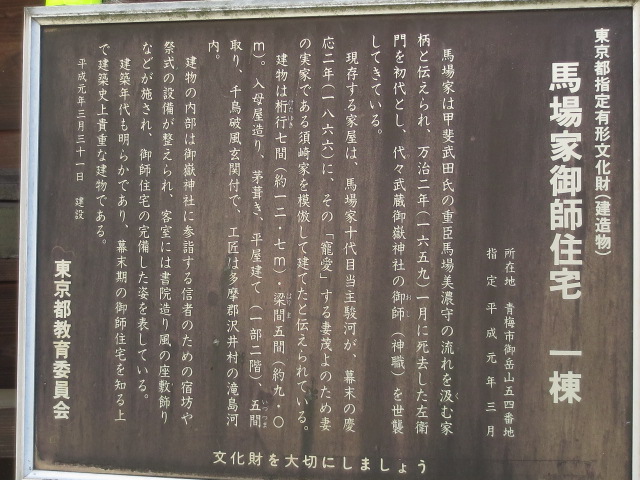 東京都指定有形文化財(建造物)
馬場家御師住宅 一棟
所在地 青梅市御岳山五四番地
指定 平成元年三月
馬場家は甲斐武田氏の重臣馬場美濃守の流れを汲む家
柄と伝えられ、万治二年(一六五九)一月に死去した左衛
門を初代とし、代々武蔵御嶽神社の御師(神職)を世襲
してきている。
現存する家屋は、馬場家十代目当主駿河が、幕末の慶
応二年(一八六六)に、その「寵愛」する妻茂よのため妻
の実家である須崎家を模倣して建てたと伝えられている。
建物は桁行七間(約一二・七m)・梁間五間(約九・〇
m)。入母屋造り、茅葺き、平屋建て(一部二階)、五間
取り、千鳥破風玄関付で、工匠は多摩郡沢井村の滝島河
内。
建物の内部は御嶽神社に参詣する信者のための宿坊や
祭式の設備が整えられ、客室には書院造り風の座敷飾り
などが施され、御師住宅の完備した姿を表している。
建築年代も明らかであり、幕末期の御師住宅を知る上
で建築史上貴重な建物である。
平成元年三月三十一日 建設
東京都教育委員会
文化財を大切にしましょう